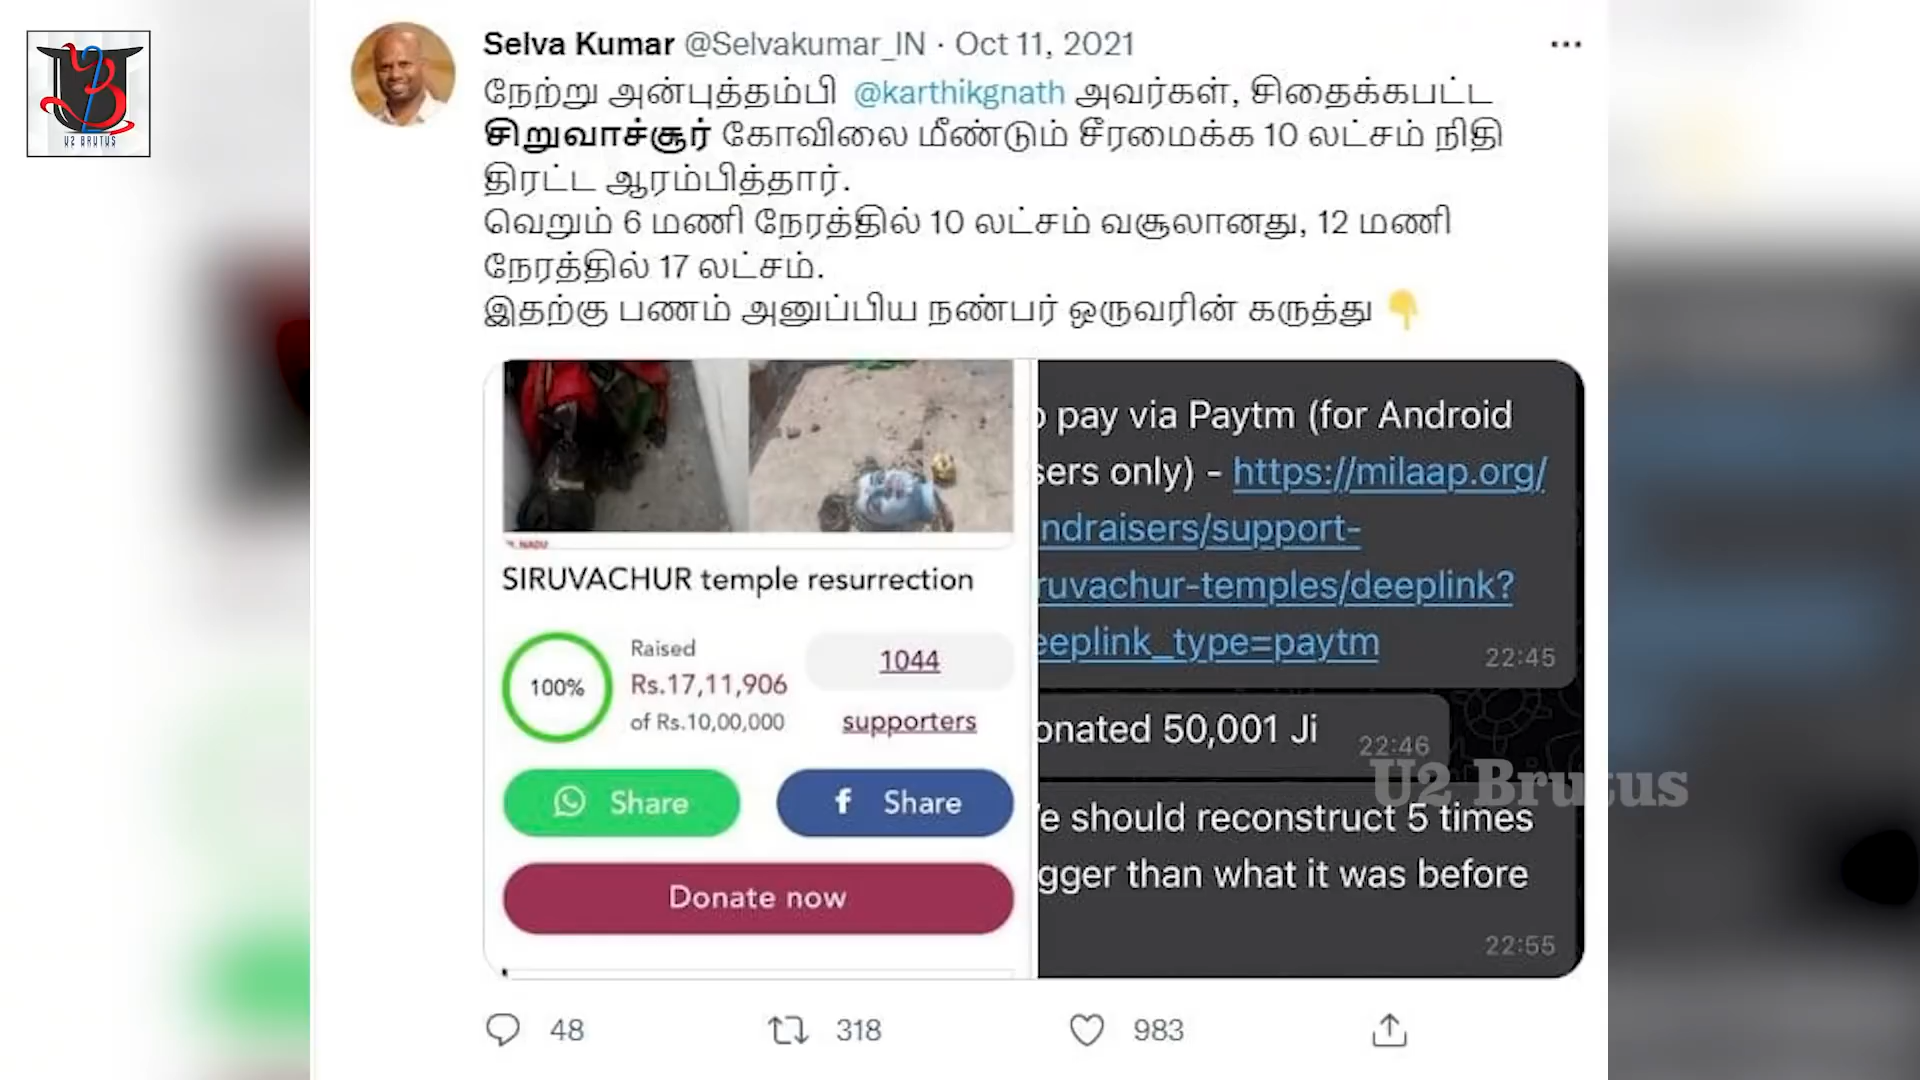 U2 BRUTUS
Selva Kumar @Selvakumar_IN · Oct 11, 2021
நேற்று அன்புத்தம்பி @karthikgnath அவர்கள், சிதைக்கபட்ட
சிறுவாச்சூர் கோவிலை மீண்டும் சீரமைக்க 10 லட்சம் நிதி
திரட்ட ஆரம்பித்தார்.
வெறும் 6 மணி நேரத்தில் 10 லட்சம் வசூலானது, 12 மணி
நேரத்தில் 17 லட்சம்.
இதற்கு பணம் அனுப்பிய நண்பர் ஒருவரின் கருத்து 👇
SIRUVACHUR temple resurrection
100%
Raised
Rs.17,11,906
of Rs.10,00,000
1044
supporters
Share
Share
Donate now
pay via Paytm (for Android
sers only) - https://milaap.org/
ndraisers/support-
ruvachur-temples/deeplink?
eeplink_type=paytm
22:45
onated 50,001 Ji
22:46
U2 Brutus
e should reconstruct 5 times
gger than what it was before
22:55
48
318
983